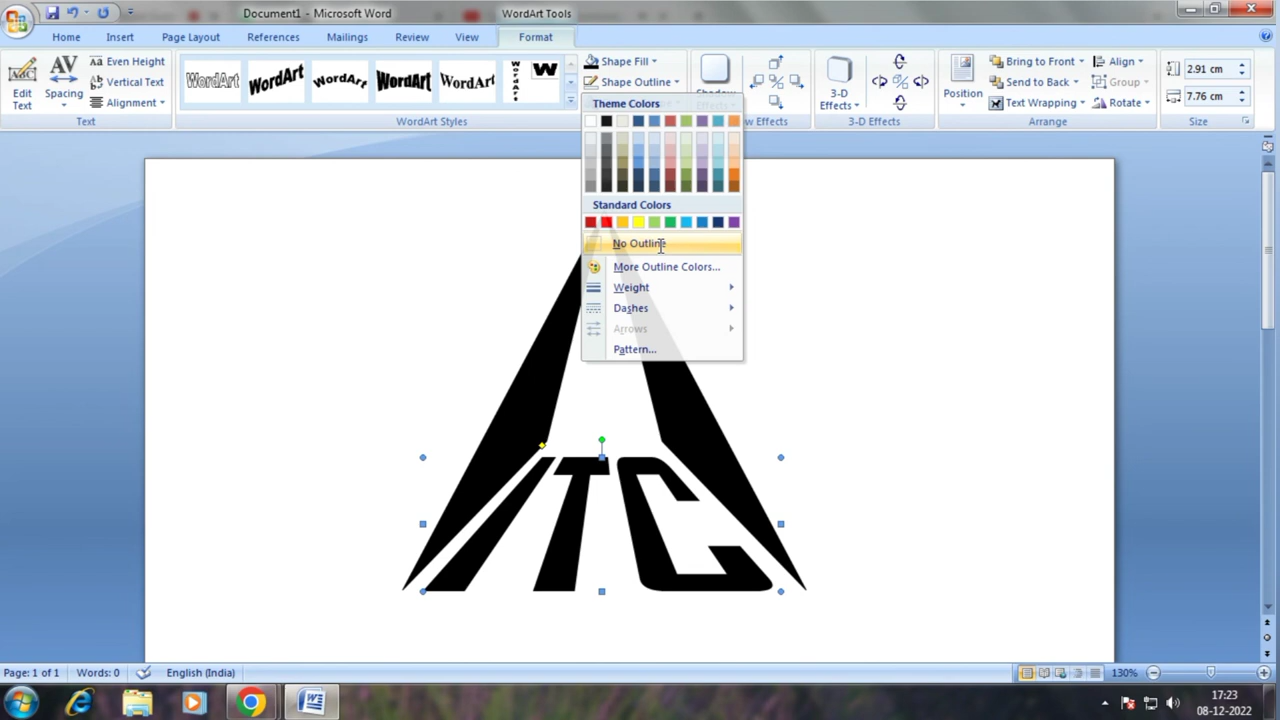 Document1 - Microsoft Word
WordArt Tools
Home Insert Page Layout References Mailings Review View Format
Edit Text
Spacing
Even Height
Vertical Text
Alignment
Text
WordArt WordArt WordArt WordArt WordArt WordArt W
WordArt Styles
Shape Fill
Shape Outline
Theme Colors
Standard Colors
No Outline
More Outline Colors...
Weight
Dashes
Arrows
Pattern...
3-D Effects
3-D Effects
Position
Bring to Front
Send to Back
Text Wrapping
Align
Group
Rotate
Arrange
2.91 cm
7.76 cm
Size
ITC
Page: 1 of 1 Words: 0 English (India) 130%
17:23
08-12-2022